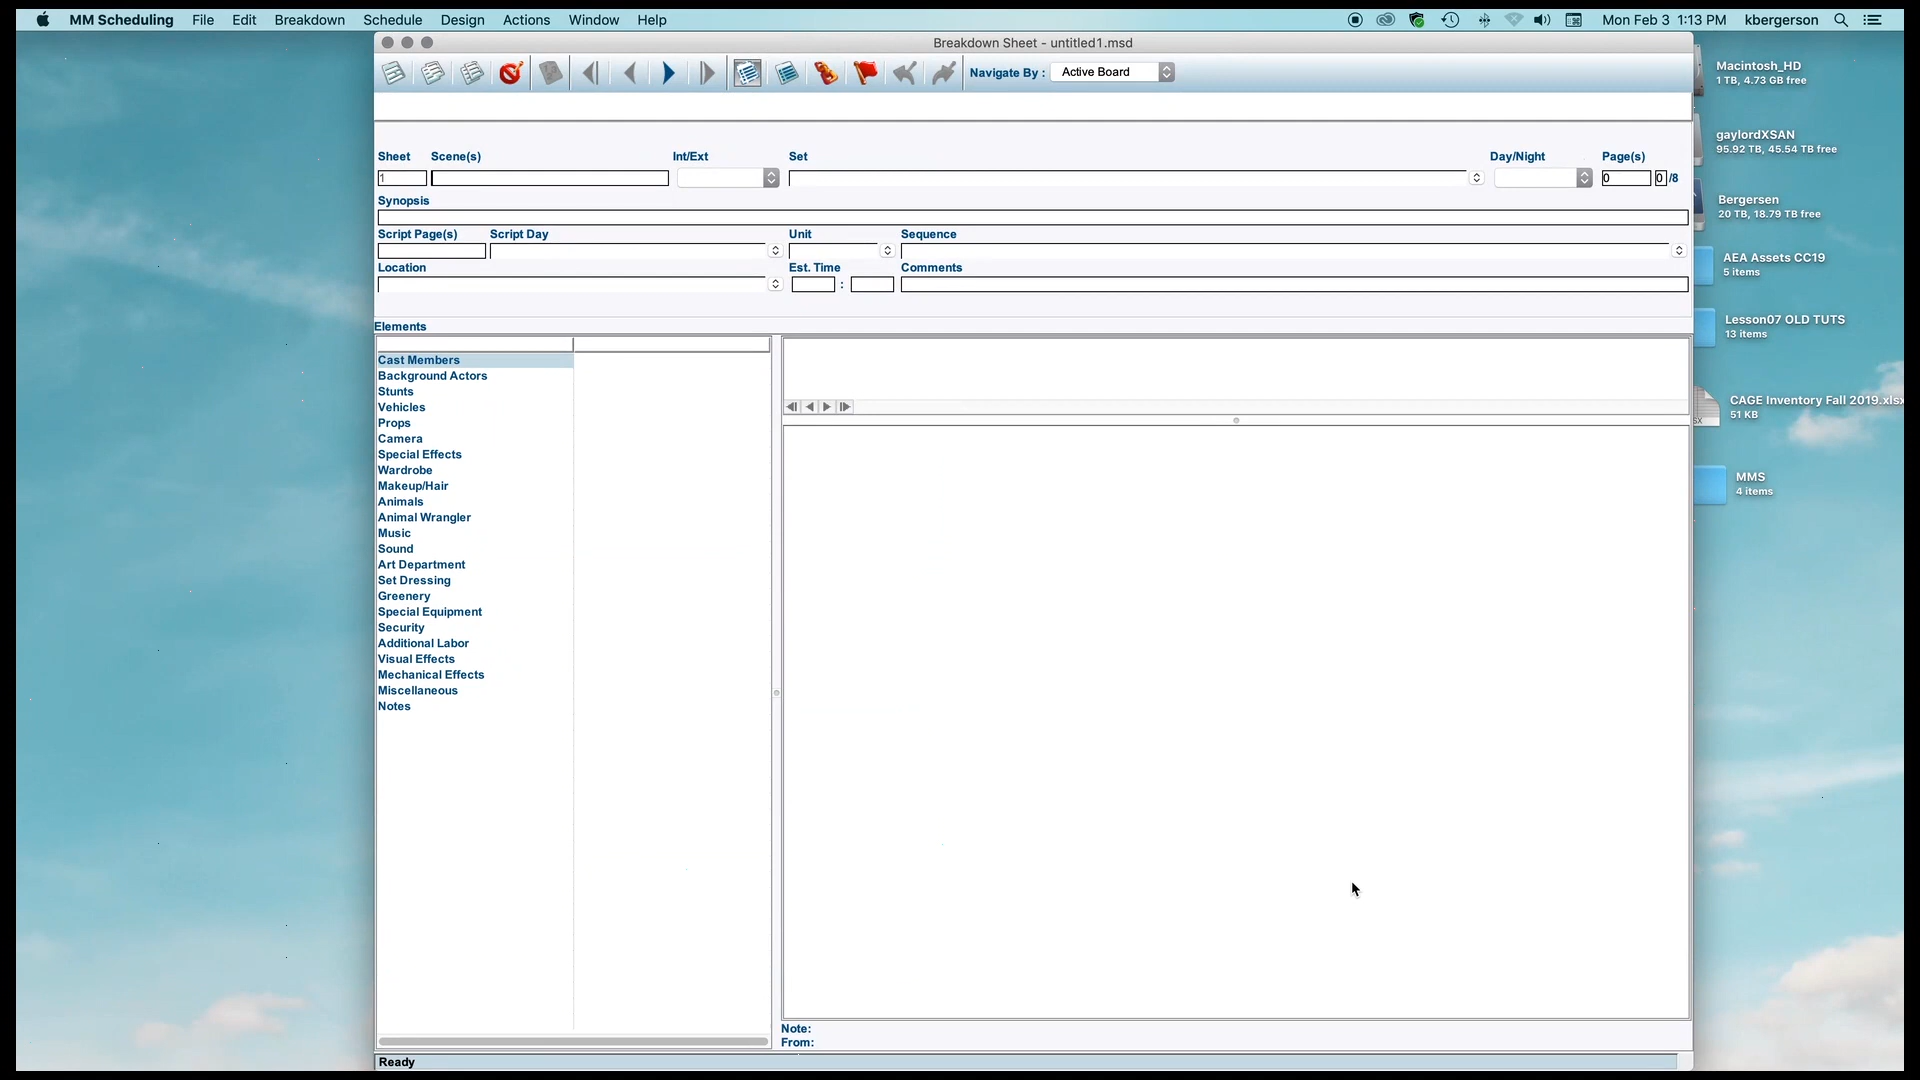 MM Scheduling File Edit Breakdown Schedule Design Actions Window Help Mon Feb 3 1:13 PM kbergerson
Breakdown Sheet - untitled1.msd
Navigate By : Active Board
Sheet Scene(s) Int/Ext Set Day/Night Page(s)
1 0 0 /8
Synopsis
Script Page(s) Script Day Unit Sequence
Location Est. Time Comments
:
Elements
Cast Members
Background Actors
Stunts
Vehicles
Props
Camera
Special Effects
Wardrobe
Makeup/Hair
Animals
Animal Wrangler
Music
Sound
Art Department
Set Dressing
Greenery
Special Equipment
Security
Additional Labor
Visual Effects
Mechanical Effects
Miscellaneous
Notes
Note:
From:
Ready
Macintosh_HD
1 TB, 4.73 GB free
gaylordXSAN
95.92 TB, 45.54 TB free
Bergersen
20 TB, 18.79 TB free
AEA Assets CC19
5 items
Lesson07 OLD TUTS
13 items
CAGE Inventory Fall 2019.xlsx
51 KB
MMS
4 items